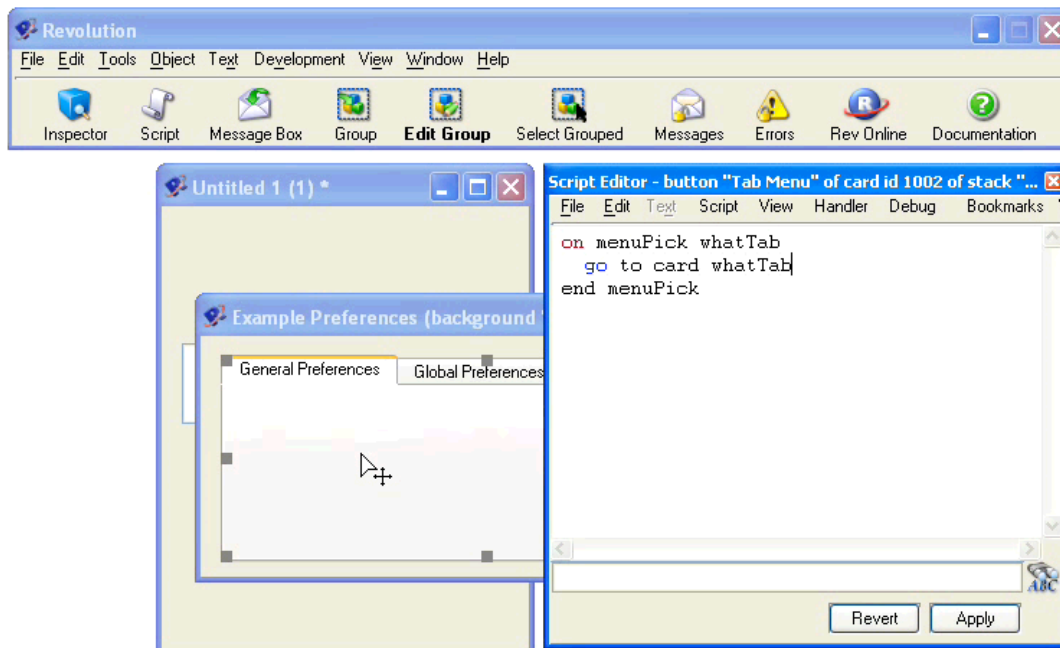 Revolution
File Edit Tools Object Text Development View Window Help
Inspector Script Message Box Group Edit Group Select Grouped Messages Errors Rev Online Documentation
Untitled 1 (1) *
Script Editor - button "Tab Menu" of card id 1002 of stack "...
File Edit Text Script View Handler Debug Bookmarks
on menuPick whatTab
go to card whatTab
end menuPick
Example Preferences (background
General Preferences Global Preferences
ABC
Revert Apply